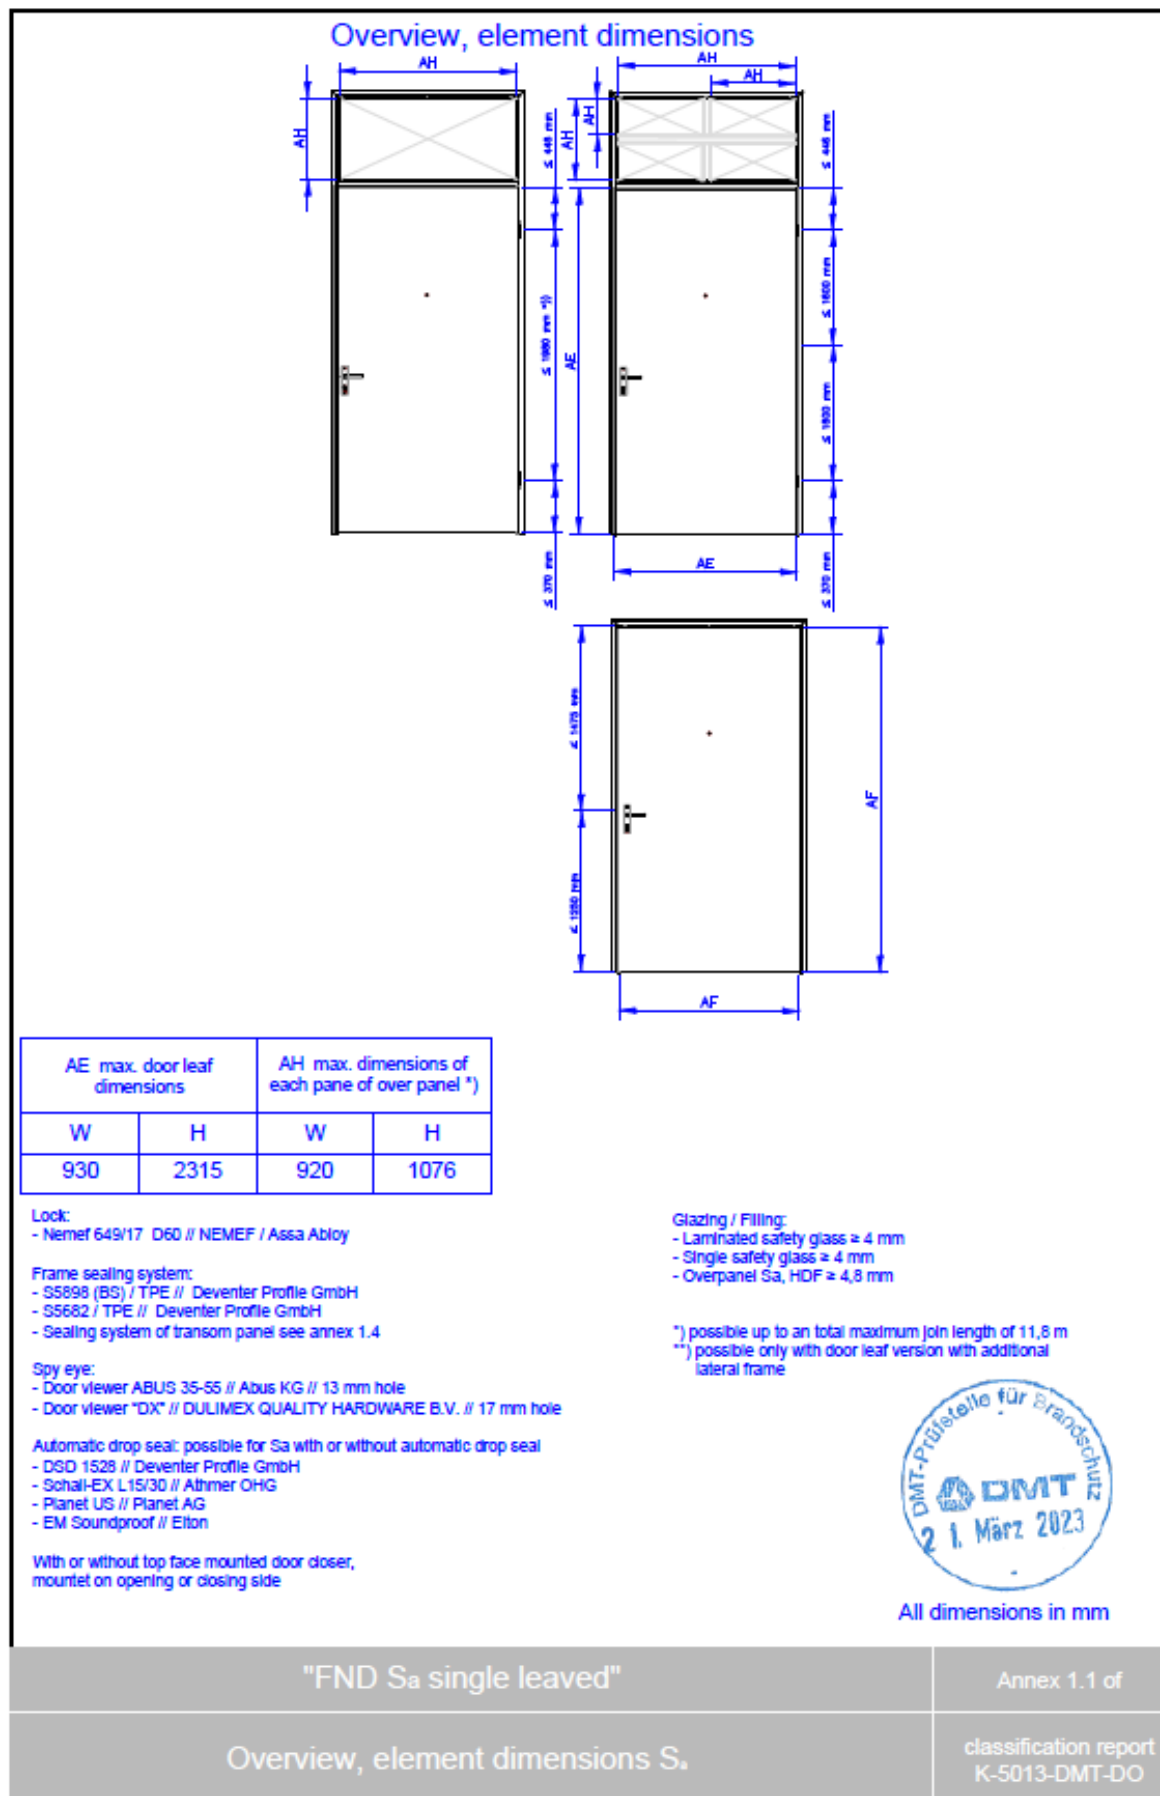 Overview, element dimensions
AH
AH
AH
AH
AH
AH
≤ 446 mm
≤ 446 mm
≤ 1980 mm **)
AE
≤ 1600 mm
≤ 370 mm
AE
≤ 370 mm
≤ 1475 mm
AF
≤ 1250 mm
AF
AE max. door leaf
dimensions
AH max. dimensions of
each pane of over panel *)
W H W H
930 2315 920 1076
Lock:
- Nemef 649/17 D60 // NEMEF / Assa Abloy
Frame sealing system:
- S5898 (BS) / TPE // Deventer Profile GmbH
- S5682 / TPE // Deventer Profile GmbH
- Sealing system of transom panel see annex 1.4
Spy eye:
- Door viewer ABUS 35-55 // Abus KG // 13 mm hole
- Door viewer "DX" // DULIMEX QUALITY HARDWARE B.V. // 17 mm hole
Automatic drop seal: possible for Sa with or without automatic drop seal
- DSD 1528 // Deventer Profile GmbH
- Schall-EX L15/30 // Athmer OHG
- Planet US // Planet AG
- EM Soundproof // Elton
With or without top face mounted door closer,
mountet on opening or closing side
Glazing / Filling:
- Laminated safety glass ≥ 4 mm
- Single safety glass ≥ 4 mm
- Overpanel Sa, HDF ≥ 4,8 mm
*) possible up to an total maximum join length of 11,8 m
**) possible only with door leaf version with additional
lateral frame
DMT-Prüfstelle für Brandschutz
DMT
2 1. März 2023
All dimensions in mm
"FND Sa single leaved"
Annex 1.1 of
Overview, element dimensions Sa
classification report
K-5013-DMT-DO